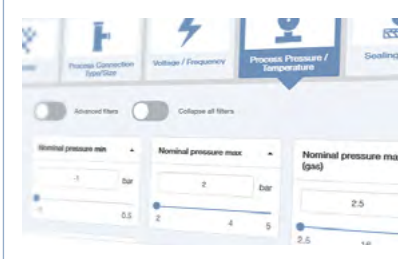 Process Connection
Type/Size
Voltage / Frequency
Process Pressure /
Temperature
Sealing
Advanced filters
Collapse all filters
Nominal pressure min
Nominal pressure max
Nominal pressure ma
(gas)
-1
bar
2
bar
2.5
-1
0.5
2
4
5
2.5
16